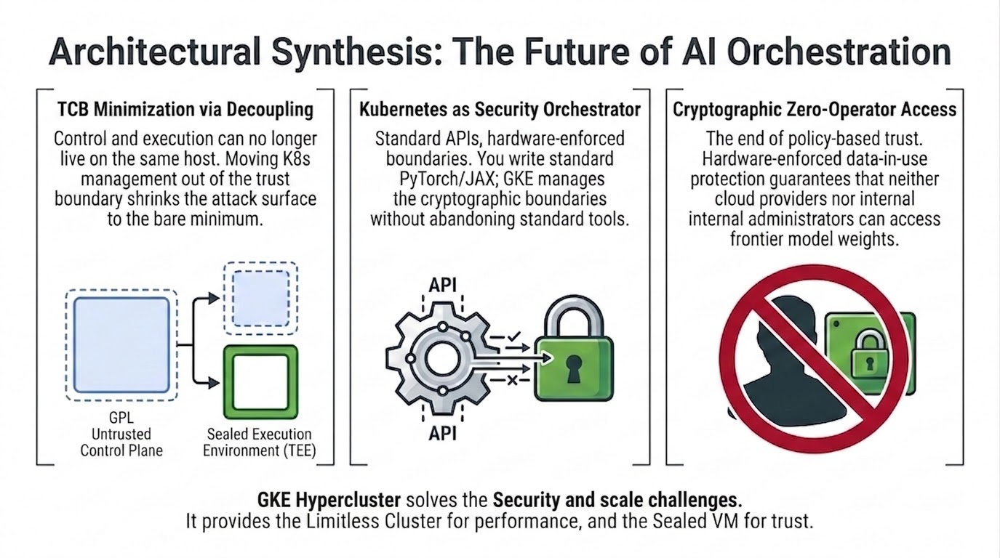 Architectural Synthesis: The Future of AI Orchestration
TCB Minimization via Decoupling
Control and execution can no longer
live on the same host. Moving K8s
management out of the trust
boundary shrinks the attack surface
to the bare minimum.
GPL
Untrusted
Control Plane
Sealed Execution
Environment (TEE)
Kubernetes as Security Orchestrator
Standard APIs, hardware-enforced
boundaries. You write standard
PyTorch/JAX; GKE manages
the cryptographic boundaries
without abandoning standard tools.
API
API
Cryptographic Zero-Operator Access
The end of policy-based trust.
Hardware-enforced data-in-use
protection guarantees that neither
cloud providers nor internal
internal administrators can access
frontier model weights.
GKE Hypercluster solves the Security and scale challenges.
It provides the Limitless Cluster for performance, and the Sealed VM for trust.